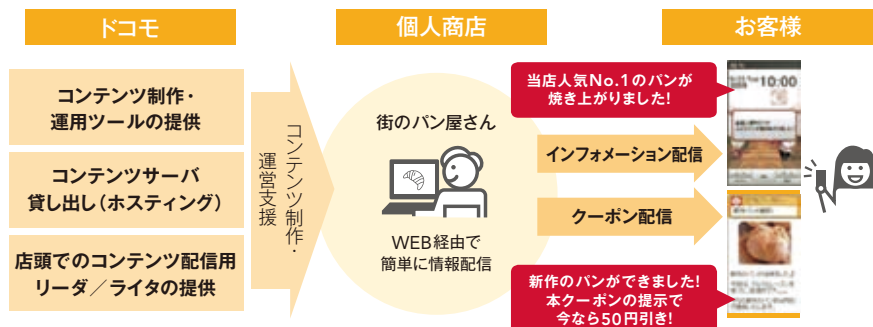 ドコモ
個人商店
お客様
コンテンツ制作・
運用ツールの提供
コンテンツサーバ
貸し出し(ホスティング)
店頭でのコンテンツ配信用
リーダ／ライタの提供
コンテンツ制作・
運営支援
街のパン屋さん
WEB経由で
簡単に情報配信
当店人気No.1のパンが
焼き上がりました!
インフォメーション配信
クーポン配信
新作のパンができました!
本クーポンの提示で
今なら50円引き!
10:00